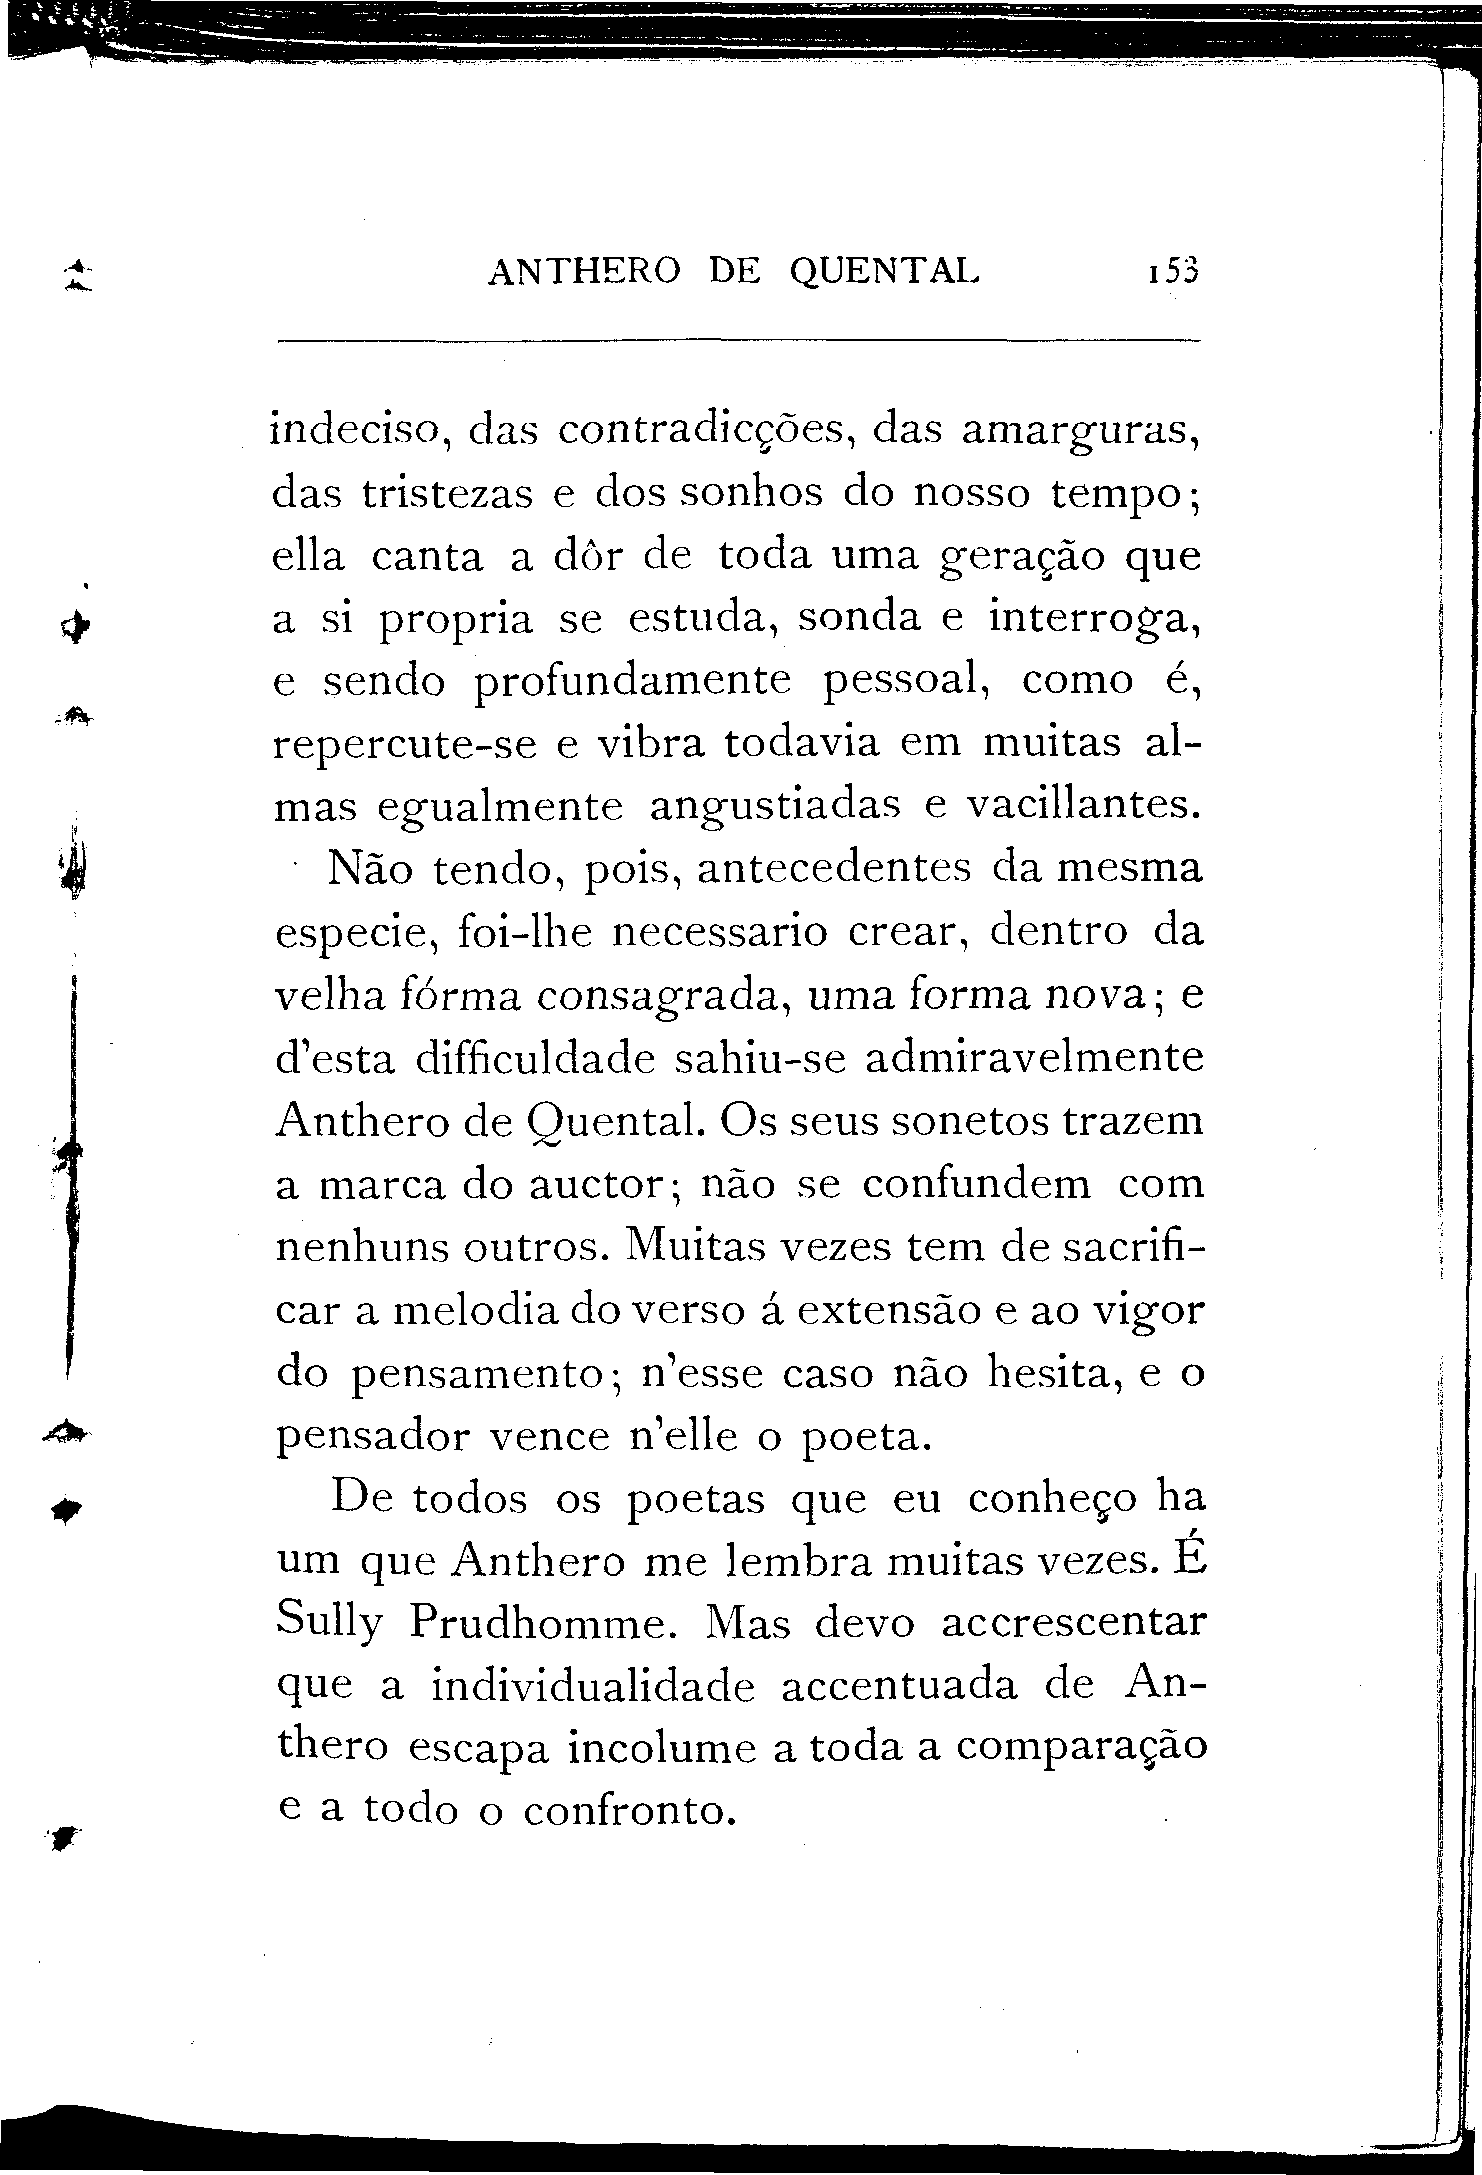 ANTHERO DE QUENTAL 153
indeciso, das contradicções, das amarguras,
das tristezas e dos sonhos do nosso tempo;
ella canta a dôr de toda uma geração que
a si propria se estuda, sonda e interroga,
e sendo profundamente pessoal, como é,
repercute-se e vibra todavia em muitas al-
mas egualmente angustiadas e vacillantes.
Não tendo, pois, antecedentes da mesma
especie, foi-lhe necessario crear, dentro da
velha fórma consagrada, uma forma nova; e
d'esta difficuldade sahiu-se admiravelmente
Anthero de Quental. Os seus sonetos trazem
a marca do auctor; não se confundem com
nenhuns outros. Muitas vezes tem de sacrifi-
car a melodia do verso á extensão e ao vigor
do pensamento; n'esse caso não hesita, e o
pensador vence n'elle o poeta.
De todos os poetas que eu conheço ha
um que Anthero me lembra muitas vezes. É
Sully Prudhomme. Mas devo accrescentar
que a individualidade accentuada de An-
thero escapa incolume a toda a comparação
e a todo o confronto.